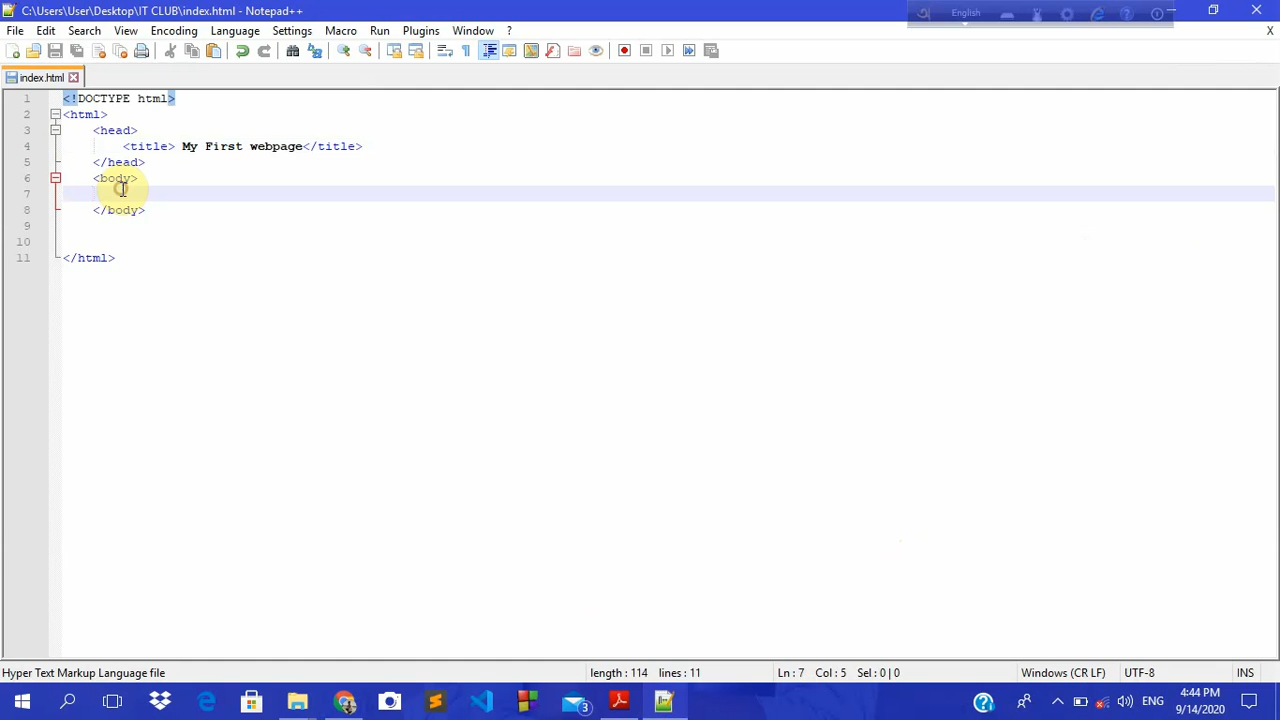 C:\Users\User\Desktop\IT CLUB\index.html - Notepad++
English
File Edit Search View Encoding Language Settings Macro Run Plugins Window ? X
index.html
1 <!DOCTYPE html>
2 <html>
3 <head>
4 <title> My First webpage</title>
5 </head>
6 <body>
7
8 </body>
9
10
11 </html>
Hyper Text Markup Language file length : 114 lines : 11 Ln : 7 Col : 5 Sel : 0 | 0 Windows (CR LF) UTF-8 INS
3 ENG 4:44 PM
9/14/2020